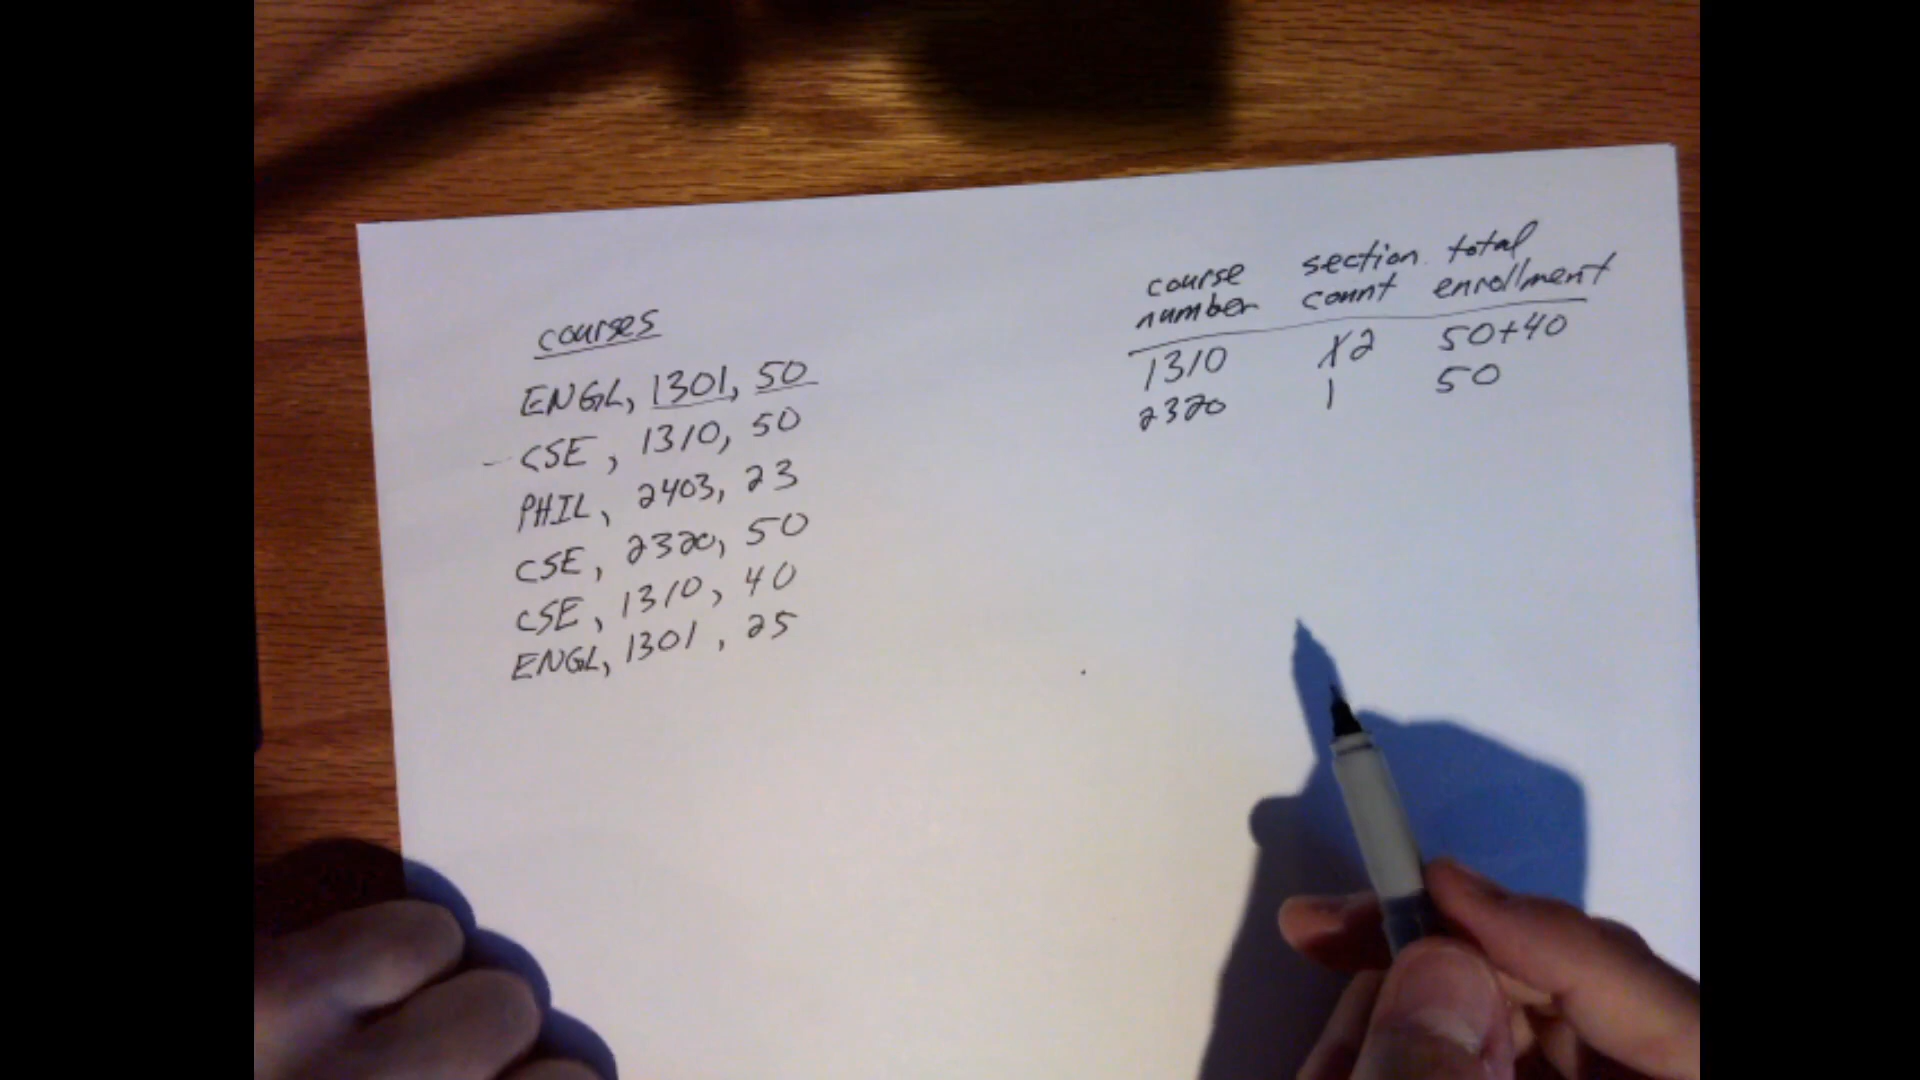 courses
ENGL, 1301, 50
- CSE, 1310, 50
PHIL, 2403, 23
CSE, 2320, 50
CSE, 1310, 40
ENGL, 1301, 25
course section total
number count enrollment
1310 1 2 50+40
2320 1 50